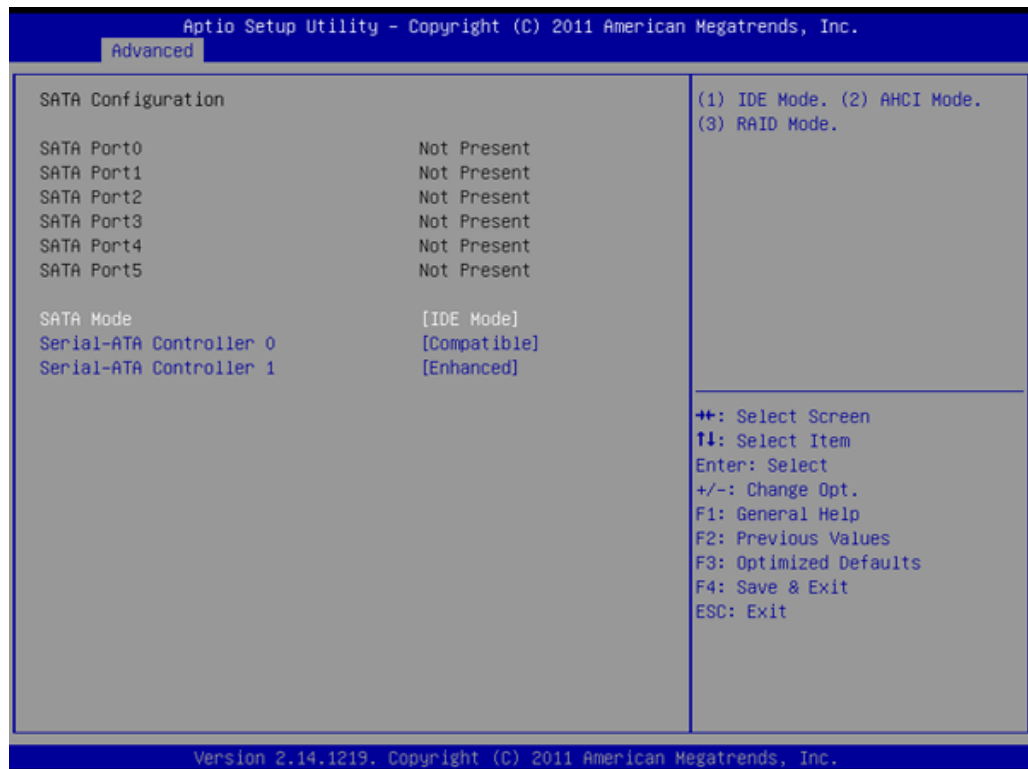 Aptio Setup Utility – Copyright (C) 2011 American Megatrends, Inc.
Advanced
SATA Configuration
SATA Port0 Not Present
SATA Port1 Not Present
SATA Port2 Not Present
SATA Port3 Not Present
SATA Port4 Not Present
SATA Port5 Not Present
SATA Mode [IDE Mode]
Serial-ATA Controller 0 [Compatible]
Serial-ATA Controller 1 [Enhanced]
(1) IDE Mode. (2) AHCI Mode.
(3) RAID Mode.
→←: Select Screen
↑↓: Select Item
Enter: Select
+/-: Change Opt.
F1: General Help
F2: Previous Values
F3: Optimized Defaults
F4: Save & Exit
ESC: Exit
Version 2.14.1219. Copyright (C) 2011 American Megatrends, Inc.